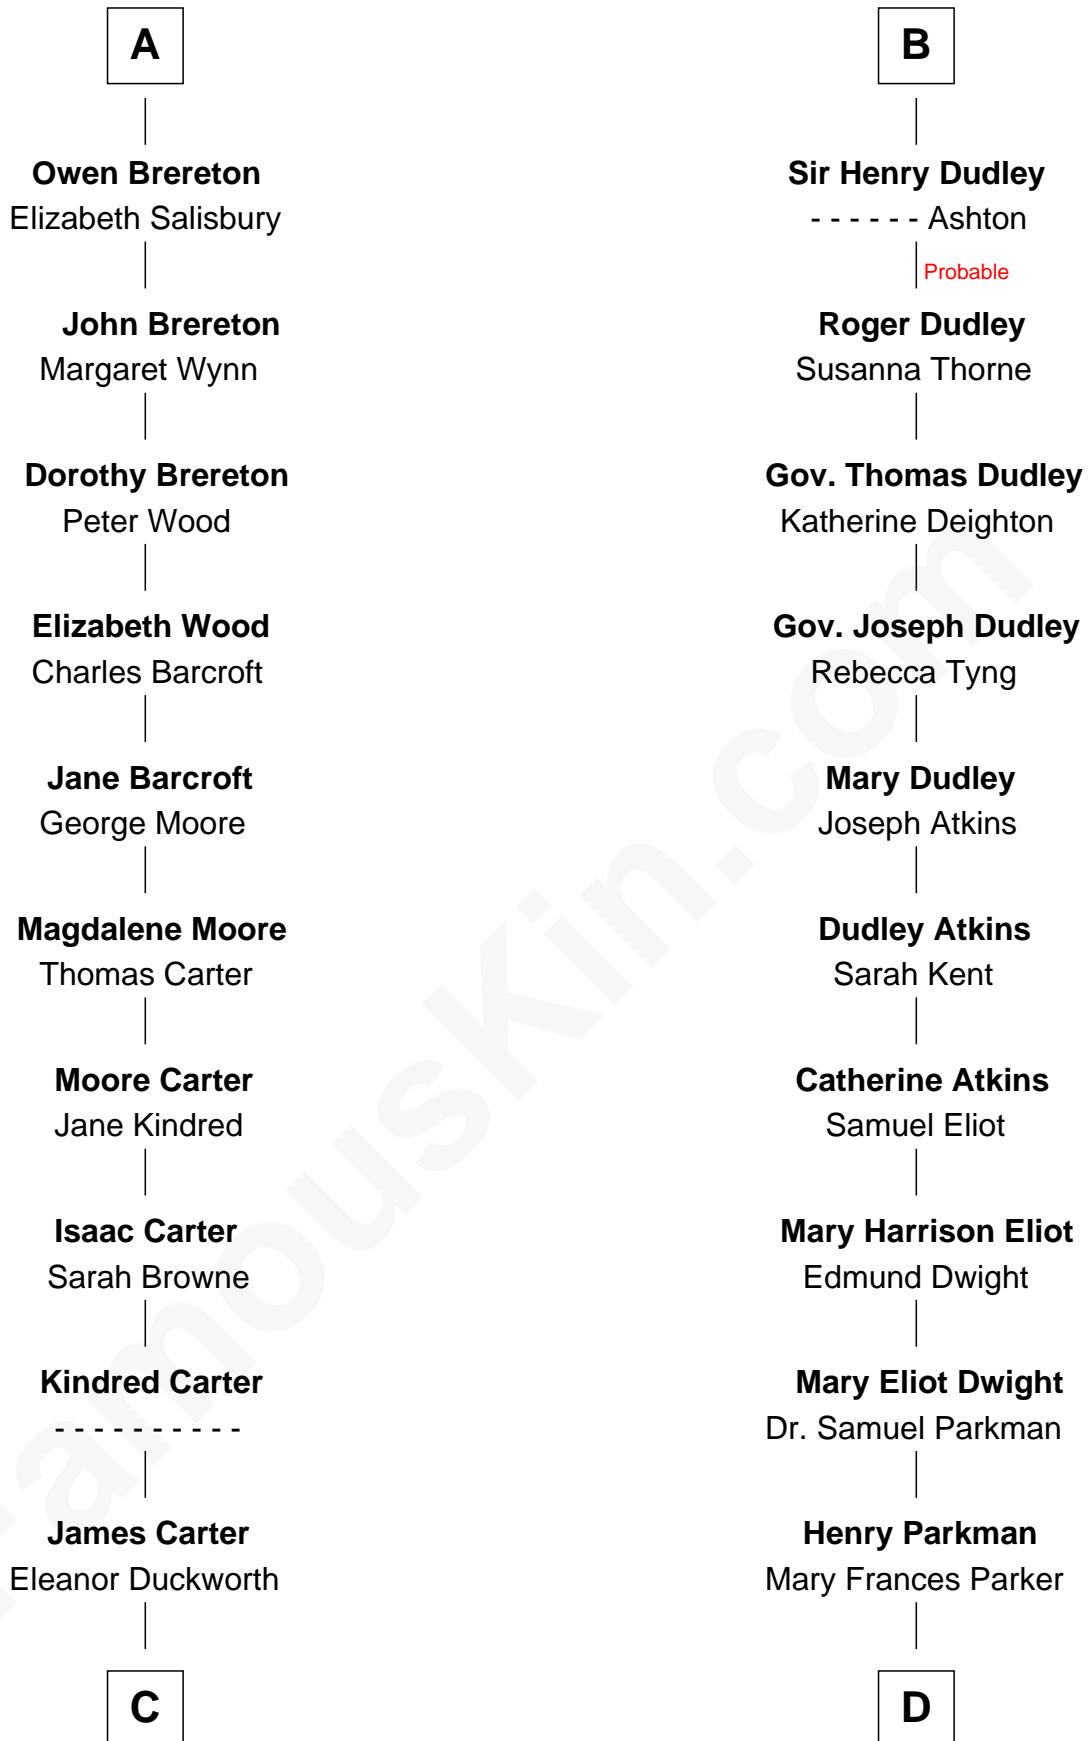 A
Owen Brereton
Elizabeth Salisbury
John Brereton
Margaret Wynn
Dorothy Brereton
Peter Wood
Elizabeth Wood
Charles Barcroft
Jane Barcroft
George Moore
Magdalene Moore
Thomas Carter
Moore Carter
Jane Kindred
Isaac Carter
Sarah Browne
Kindred Carter
- - - - - - - - - -
James Carter
Eleanor Duckworth
C
B
Sir Henry Dudley
- - - - - - Ashton
Probable
Roger Dudley
Susanna Thorne
Gov. Thomas Dudley
Katherine Deighton
Gov. Joseph Dudley
Rebecca Tyng
Mary Dudley
Joseph Atkins
Dudley Atkins
Sarah Kent
Catherine Atkins
Samuel Eliot
Mary Harrison Eliot
Edmund Dwight
Mary Eliot Dwight
Dr. Samuel Parkman
Henry Parkman
Mary Frances Parker
D
FamousKin.com